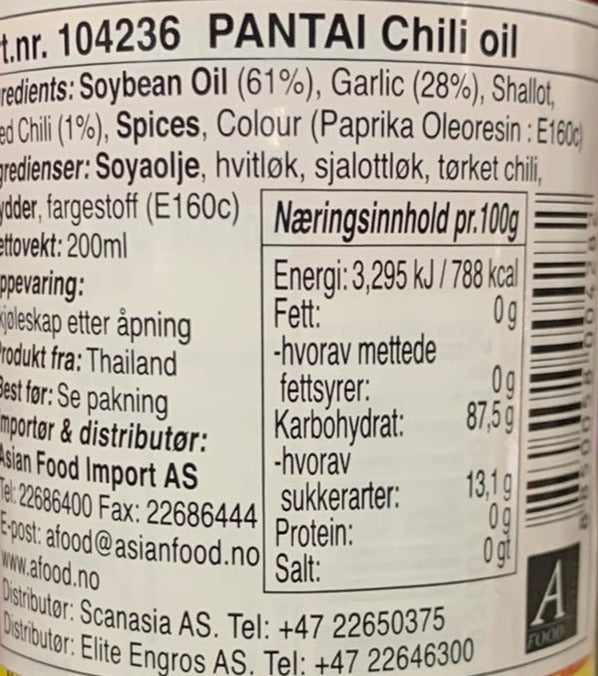 t.nr. 104236 PANTAI Chili oil
redients: Soybean Oil (61%), Garlic (28%), Shallot,
ed Chili (1%), Spices, Colour (Paprika Oleoresin : E160c)
gredienser: Soyaolje, hvitløk, sjalottløk, tørket chili,
ydder, fargestoff (E160c)
ettovekt: 200ml
ppevaring:
kjøleskap etter åpning
Produkt fra: Thailand
Best før: Se pakning
mportør & distributør:
Asian Food Import AS
Tel: 22686400 Fax: 22686444
E-post: afood@asianfood.no
www.afood.no
Distributør: Scanasia AS. Tel: +47 22650375
Distributør: Elite Engros AS. Tel: +47 22646300
Næringsinnhold pr.100g
Energi: 3,295 kJ / 788 kcal
Fett: 0g
-hvorav mettede
fettsyrer: 0g
Karbohydrat: 87,5g
-hvorav
sukkerarter: 13,1g
Protein: 0g
Salt: 0gt
A
FOOD